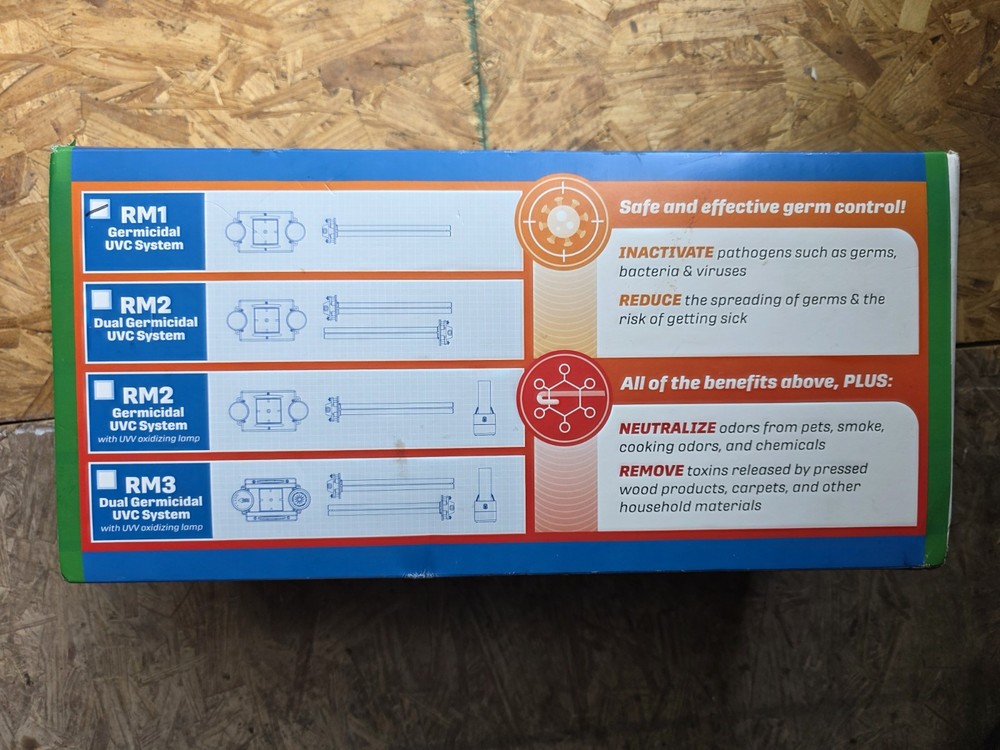 RM1
Germicidal
UVC System
RM2
Dual Germicidal
UVC System
RM2
Germicidal
UVC System
with UVV oxidizing lamp
RM3
Dual Germicidal
UVC System
with UVV oxidizing lamp
Safe and effective germ control!
INACTIVATE pathogens such as germs,
bacteria & viruses
REDUCE the spreading of germs & the
risk of getting sick
All of the benefits above, PLUS:
NEUTRALIZE odors from pets, smoke,
cooking odors, and chemicals
REMOVE toxins released by pressed
wood products, carpets, and other
household materials